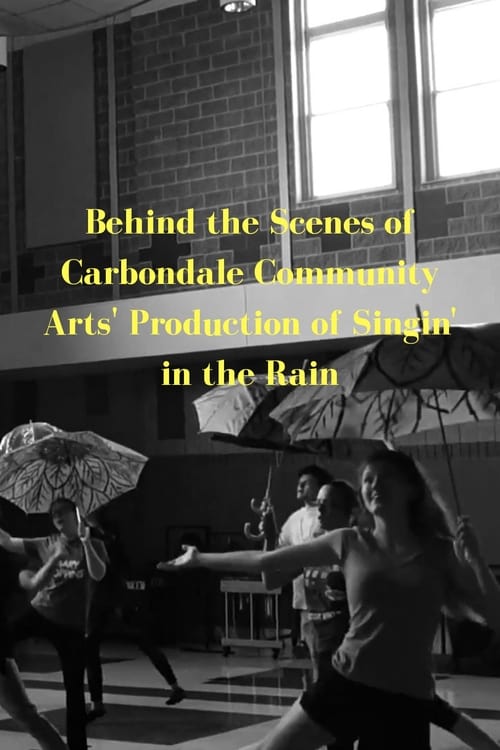 Behind the Scenes of
Carbondale Community
Arts' Production of Singin'
in the Rain